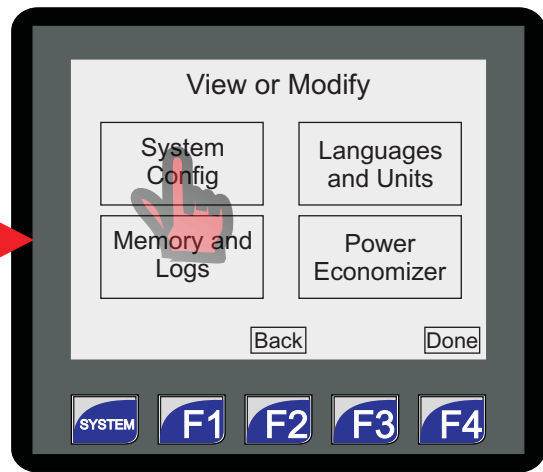 View or Modify
System
Config
Languages
and Units
Memory and
Logs
Power
Economizer
Back
Done
SYSTEM
F1
F2
F3
F4